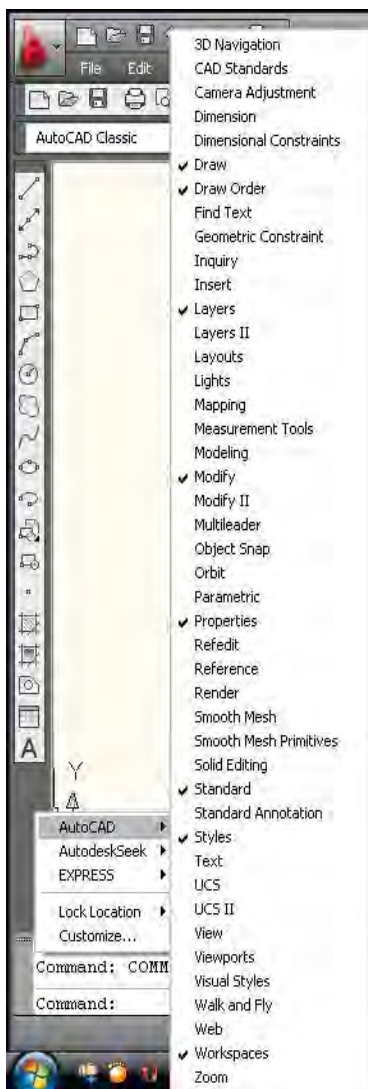 File Edit
AutoCAD Classic
3D Navigation
CAD Standards
Camera Adjustment
Dimension
Dimensional Constraints
Draw
Draw Order
Find Text
Geometric Constraint
Inquiry
Insert
Layers
Layers II
Layouts
Lights
Mapping
Measurement Tools
Modeling
Modify
Modify II
Multileader
Object Snap
Orbit
Parametric
Properties
Refedit
Reference
Render
Smooth Mesh
Smooth Mesh Primitives
Solid Editing
Standard
Standard Annotation
Styles
Text
UCS
UCS II
View
Viewports
Visual Styles
Walk and Fly
Web
Workspaces
Zoom
A
Y
AutoCAD
AutodeskSeek
EXPRESS
Lock Location
Customize...
Command: COMM
Command: